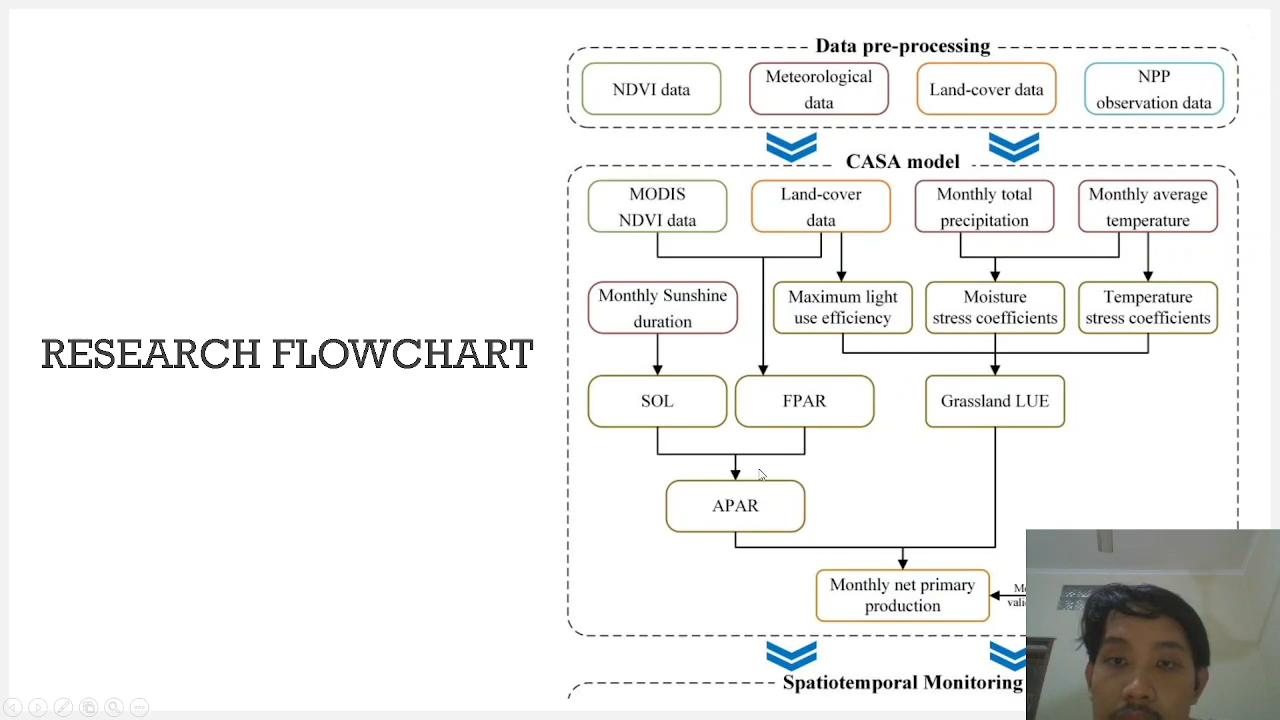 RESEARCH FLOWCHART
Data pre-processing
NDVI data
Meteorological
data
Land-cover data
NPP
observation data
CASA model
MODIS
NDVI data
Land-cover
data
Monthly total
precipitation
Monthly average
temperature
Monthly Sunshine
duration
Maximum light
use efficiency
Moisture
stress coefficients
Temperature
stress coefficients
SOL
FPAR
Grassland LUE
APAR
Monthly net primary
production
Spatiotemporal Monitoring